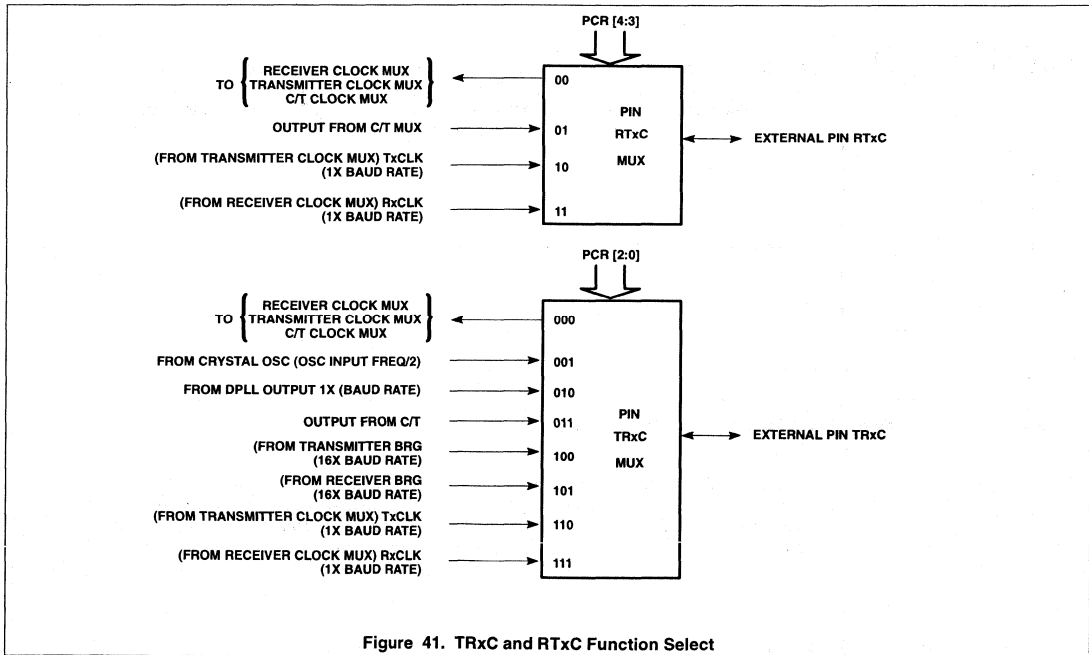 PCR [4:3]
RECEIVER CLOCK MUX
TO { TRANSMITTER CLOCK MUX }
C/T CLOCK MUX
00
OUTPUT FROM C/T MUX
01
(FROM TRANSMITTER CLOCK MUX) TxCLK
(1X BAUD RATE)
10
(FROM RECEIVER CLOCK MUX) RxCLK
(1X BAUD RATE)
11
PIN
RTxC
MUX
EXTERNAL PIN RTxC
PCR [2:0]
RECEIVER CLOCK MUX
TO { TRANSMITTER CLOCK MUX }
C/T CLOCK MUX
000
FROM CRYSTAL OSC (OSC INPUT FREQ/2)
001
FROM DPLL OUTPUT 1X (BAUD RATE)
010
OUTPUT FROM C/T
011
(FROM TRANSMITTER BRG
(16X BAUD RATE)
100
(FROM RECEIVER BRG
(16X BAUD RATE)
101
(FROM TRANSMITTER CLOCK MUX) TxCLK
(1X BAUD RATE)
110
(FROM RECEIVER CLOCK MUX) RxCLK
(1X BAUD RATE)
111
PIN
TRxC
MUX
EXTERNAL PIN TRxC
Figure 41. TRxC and RTxC Function Select